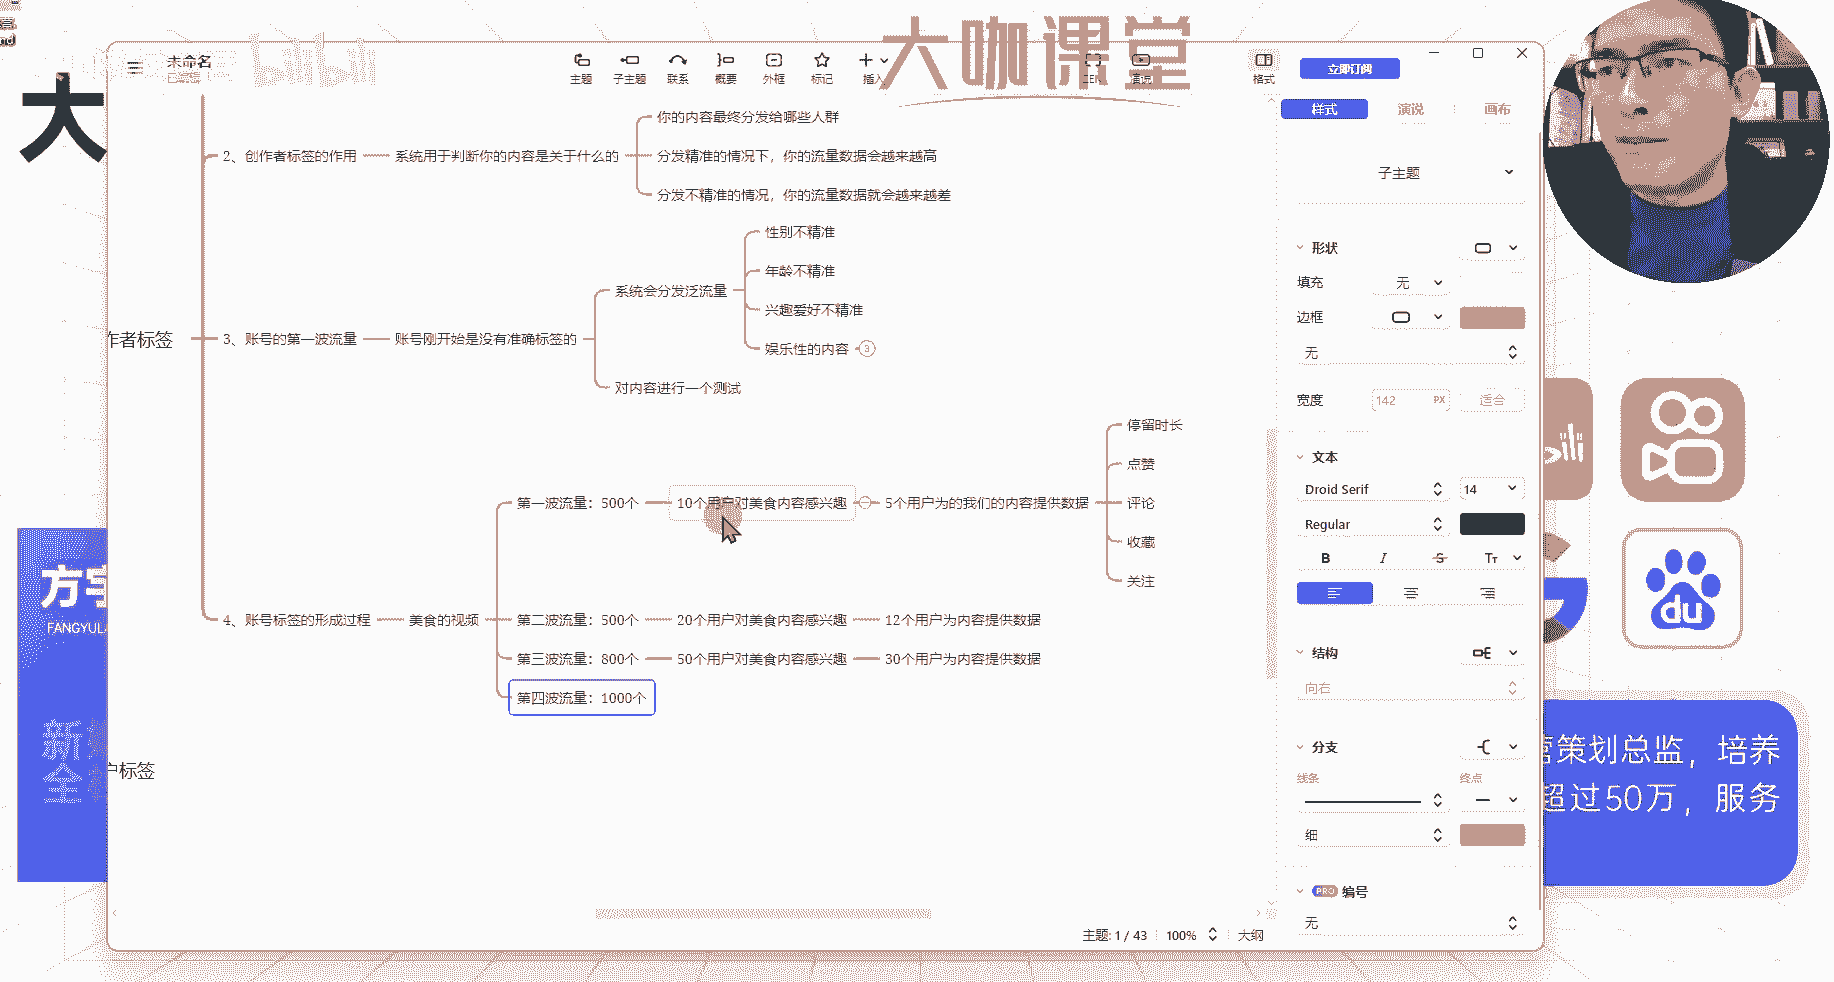 大咖课堂
bilibili
大
未命名
已编辑
主题
子主题
联系
概要
外框
标记
插入
ZEN
演说
格式
立即订阅
样式
演说
画布
你的内容最终分发给哪些人群
2、创作者标签的作用
系统用于判断你的内容是关于什么的
分发精准的情况下，你的流量数据会越来越高
分发不精准的情况，你的流量数据就会越来越差
性别不精准
年龄不精准
系统会分发泛流量
兴趣爱好不精准
作者标签
3、账号的第一波流量
账号刚开始是没有准确标签的
娱乐性的内容
3
对内容进行一个测试
停留时长
点赞
第一波流量：500个
10个用户对美食内容感兴趣
5个用户为的我们的内容提供数据
评论
收藏
关注
4、账号标签的形成过程
美食的视频
第二波流量：500个
20个用户对美食内容感兴趣
12个用户为内容提供数据
第三波流量：800个
50个用户对美食内容感兴趣
30个用户为内容提供数据
第四波流量：1000个
户标签
子主题
形状
填充
无
边框
无
宽度
142
PX
适合
文本
Droid Serif
14
Regular
B
I
S
TT
结构
向右
分支
线条
终点
细
PRO 编号
无
主题: 1 / 43
100%
大纲
方宇
FANGYUL
新
全
bili
du
营策划总监，培养
超过50万，服务